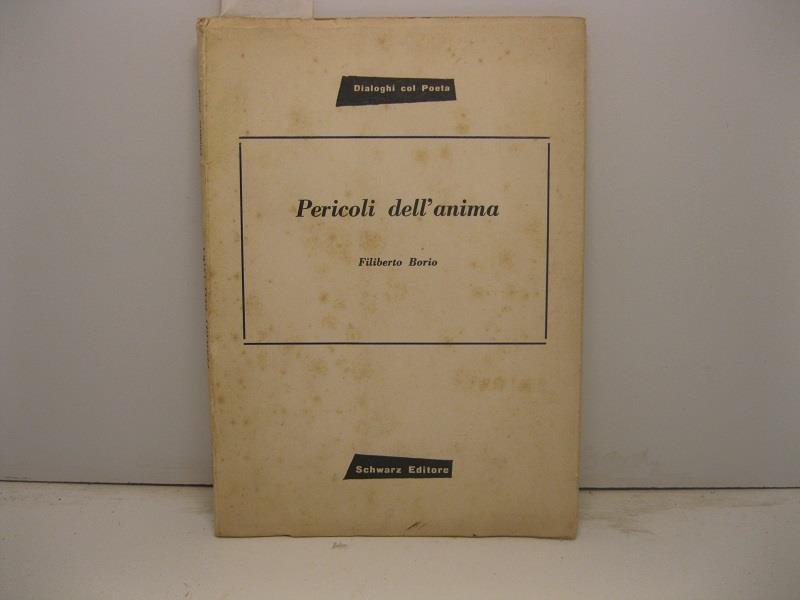 Dialoghi col Poeta
Pericoli dell'anima
Filiberto Borio
Schwarz Editore